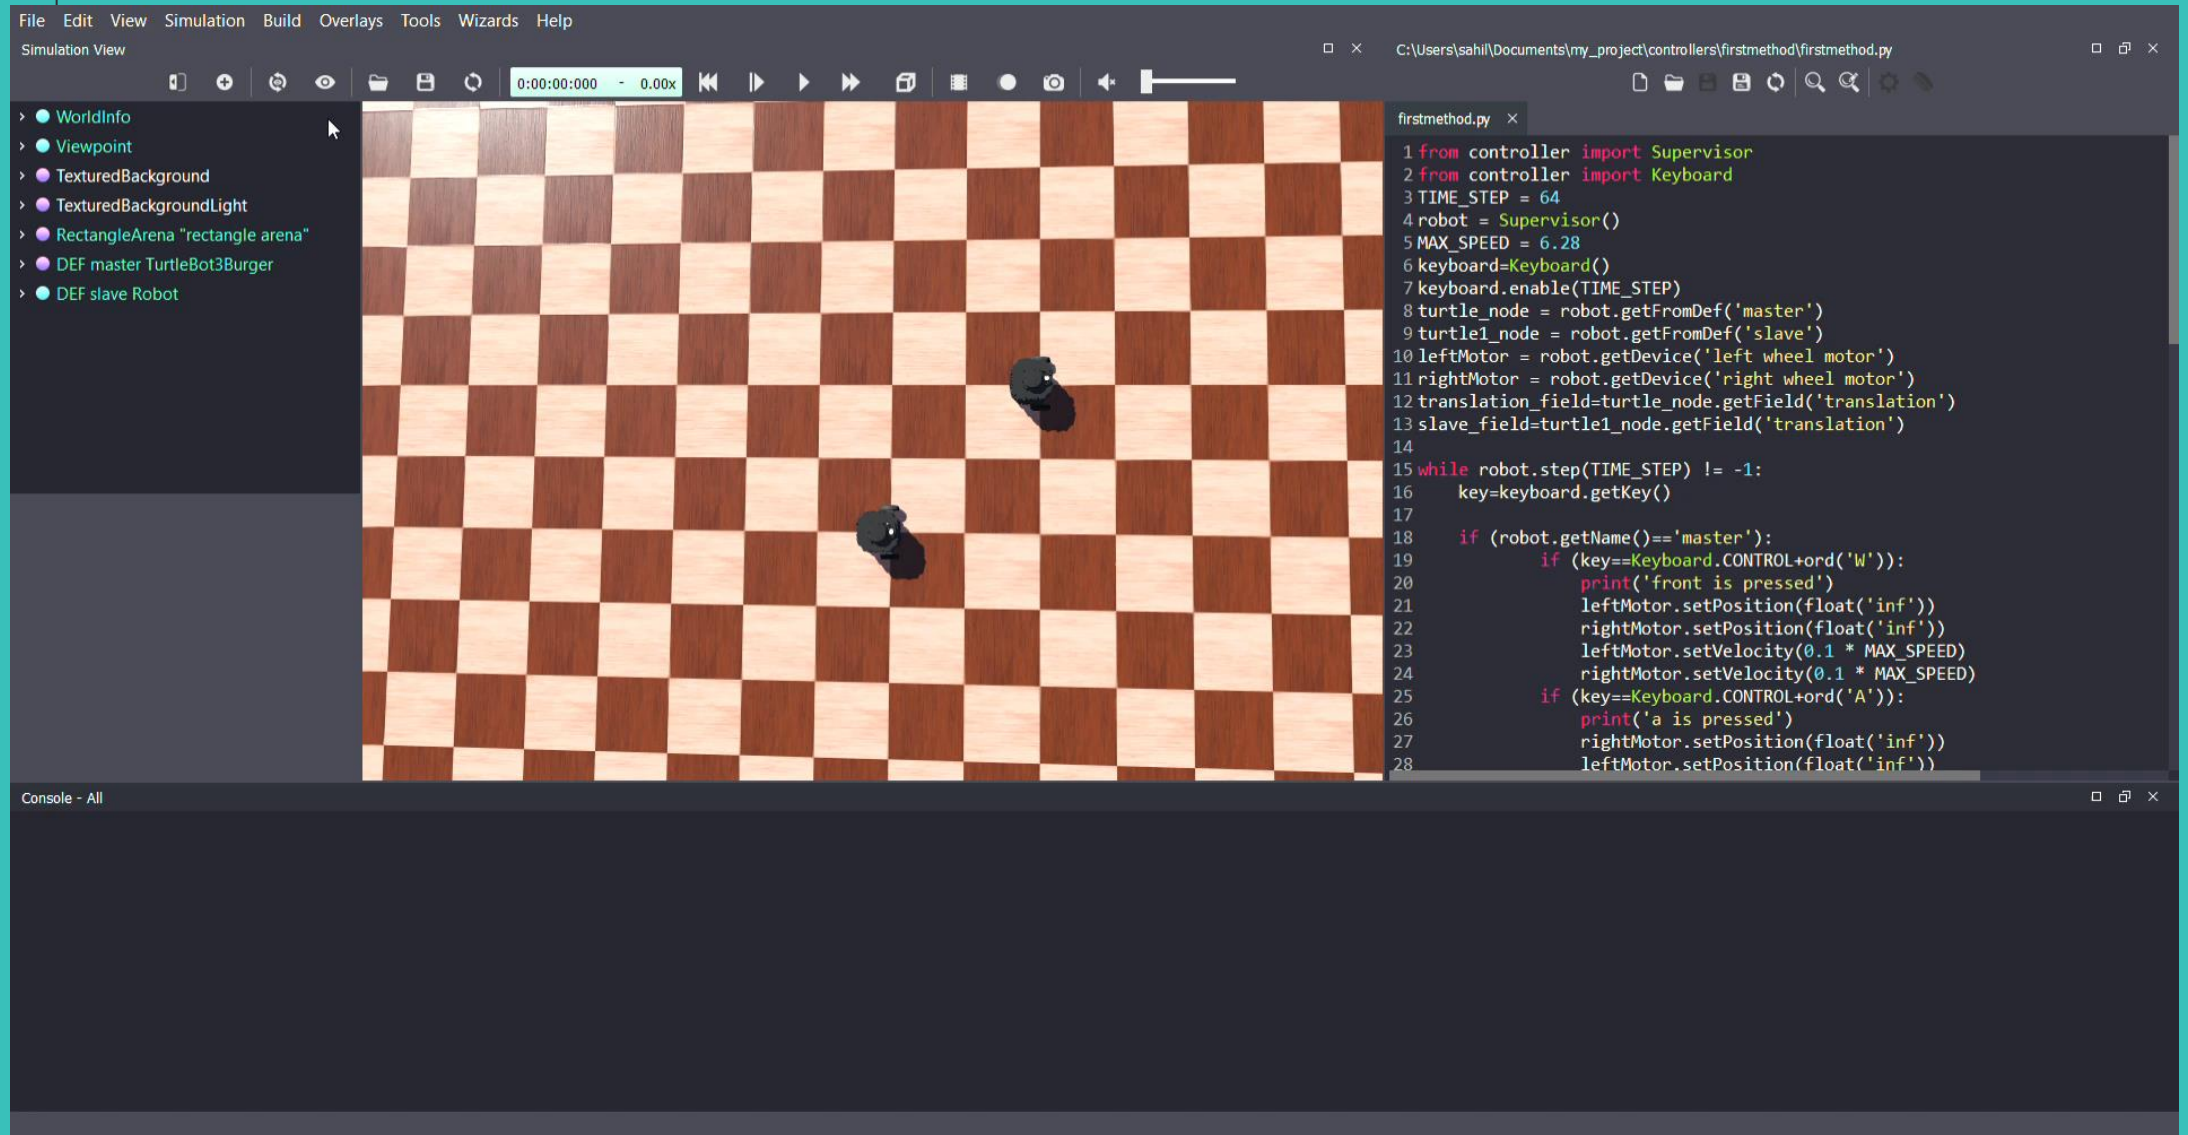 File Edit View Simulation Build Overlays Tools Wizards Help
Simulation View
0:00:00:000 - 0.00x
WorldInfo
Viewpoint
TexturedBackground
TexturedBackgroundLight
RectangleArena "rectangle arena"
DEF master TurtleBot3Burger
DEF slave Robot
C:\Users\sahil\Documents\my_project\controllers\firstmethod\firstmethod.py
firstmethod.py
1 from controller import Supervisor
2 from controller import Keyboard
3 TIME_STEP = 64
4 robot = Supervisor()
5 MAX_SPEED = 6.28
6 keyboard=Keyboard()
7 keyboard.enable(TIME_STEP)
8 turtle_node = robot.getFromDef('master')
9 turtle1_node = robot.getFromDef('slave')
10 leftMotor = robot.getDevice('left wheel motor')
11 rightMotor = robot.getDevice('right wheel motor')
12 translation_field=turtle_node.getField('translation')
13 slave_field=turtle1_node.getField('translation')
14
15 while robot.step(TIME_STEP) != -1:
16 key=keyboard.getKey()
17
18 if (robot.getName()=='master'):
19 if (key==Keyboard.CONTROL+ord('W')):
20 print('front is pressed')
21 leftMotor.setPosition(float('inf'))
22 rightMotor.setPosition(float('inf'))
23 leftMotor.setVelocity(0.1 * MAX_SPEED)
24 rightMotor.setVelocity(0.1 * MAX_SPEED)
25 if (key==Keyboard.CONTROL+ord('A')):
26 print('a is pressed')
27 rightMotor.setPosition(float('inf'))
28 leftMotor.setPosition(float('inf'))
Console - All